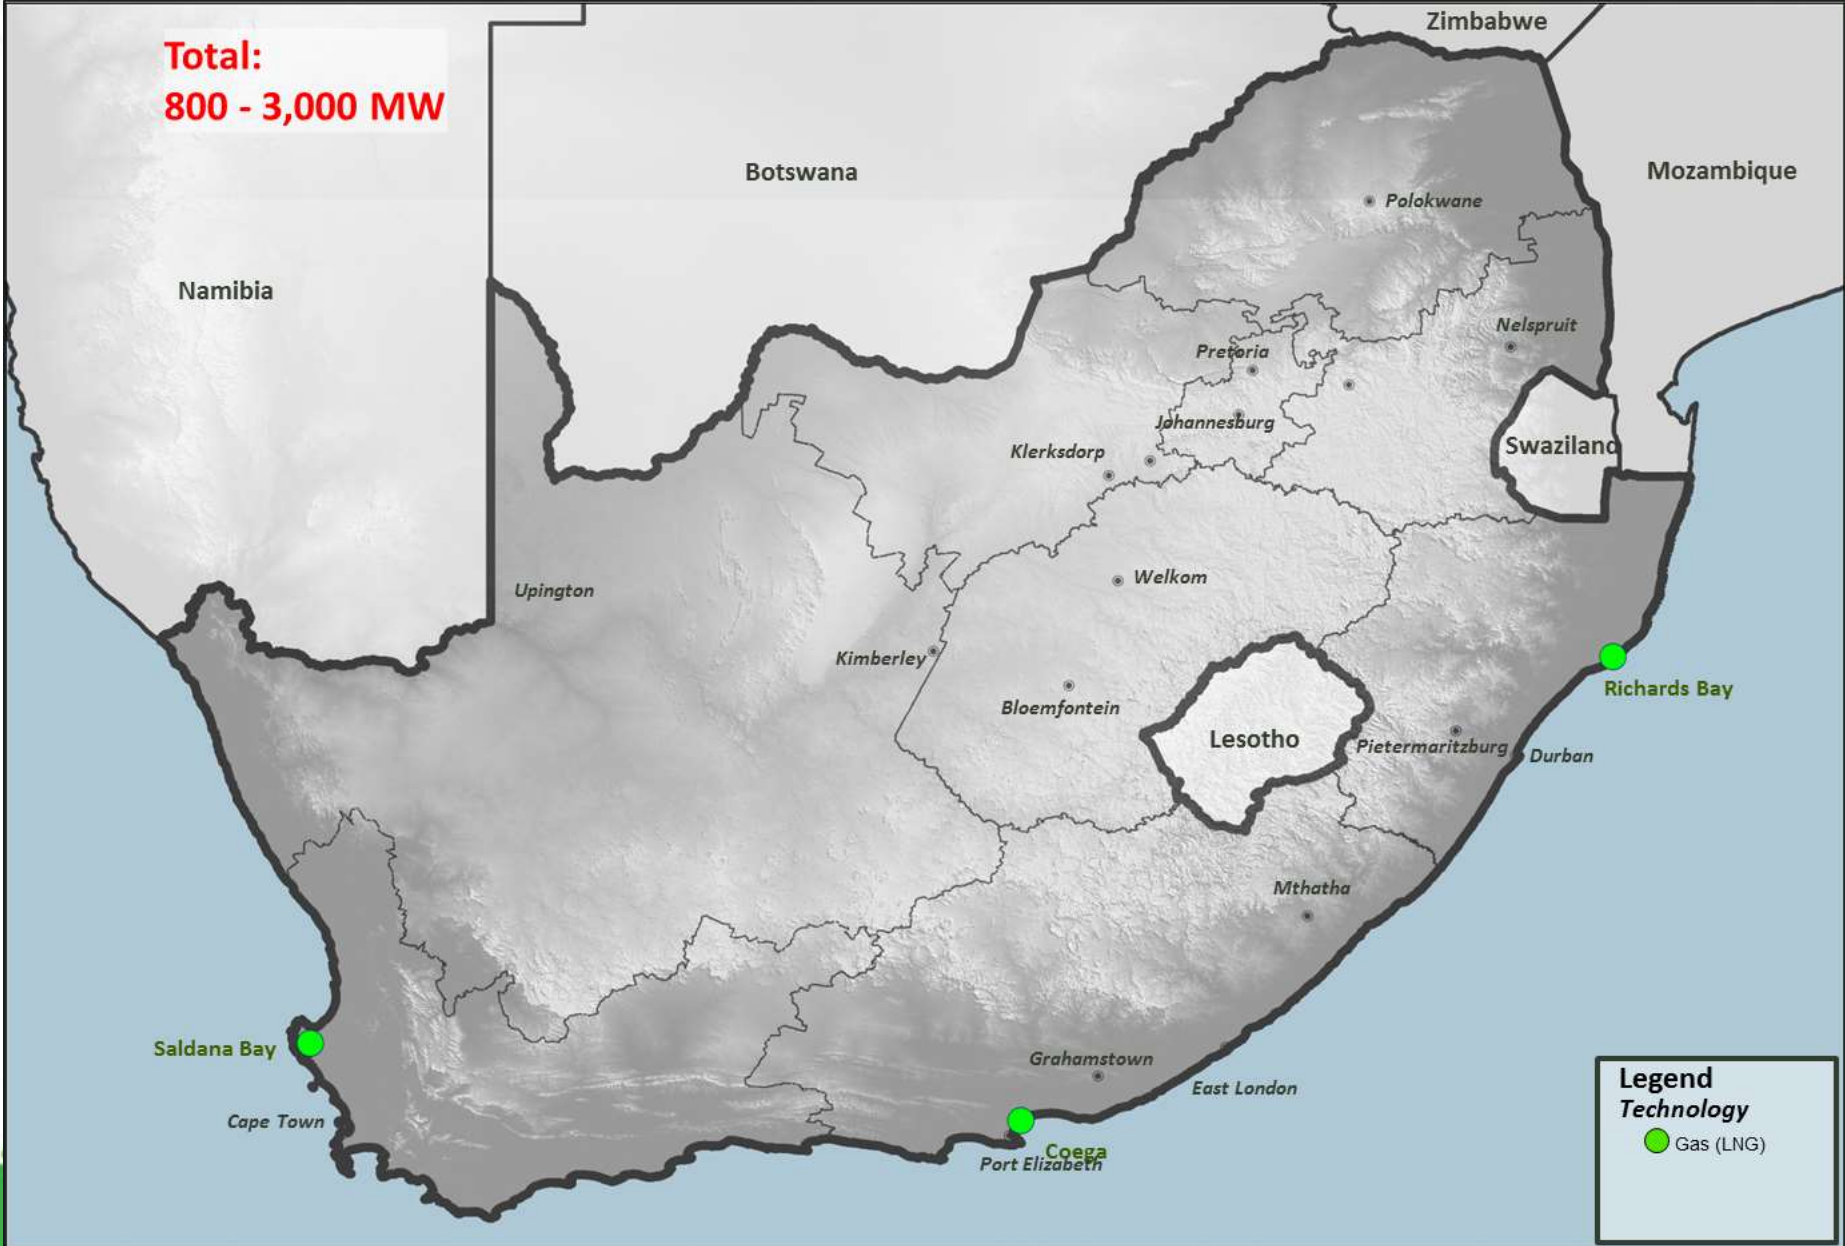 Zimbabwe
Total:
800 - 3,000 MW
Botswana
Mozambique
Polokwane
Namibia
Nelspruit
Pretoria
Johannesburg
Klerksdorp
Swaziland
Welkom
Upington
Kimberley
Richards Bay
Bloemfontein
Lesotho
Pietermaritzburg
Durban
Mthatha
Saldana Bay
Grahamstown
East London
Cape Town
Coega
Port Elizabeth
Legend
Technology
Gas (LNG)